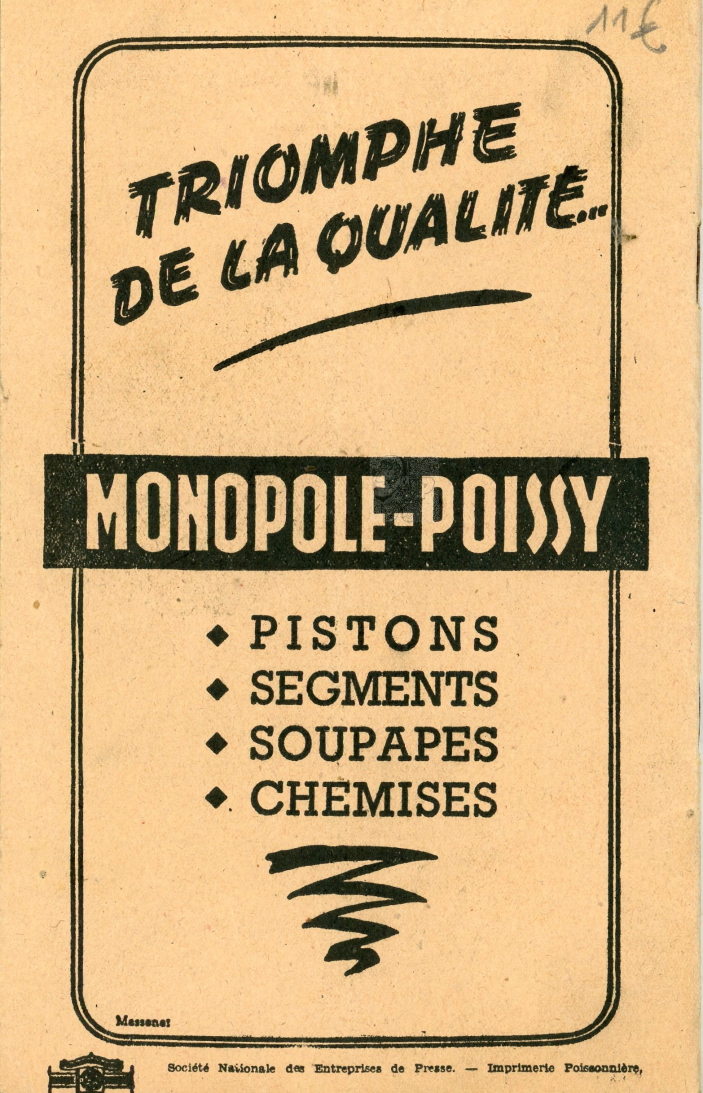 11€
TRIOMPHE
DE LA QUALITÉ...
MONOPOLE-POISSY
PISTONS
SEGMENTS
SOUPAPES
CHEMISES
Massenet
Société Nationale des Entreprises de Presse. — Imprimerie Poissonnière,